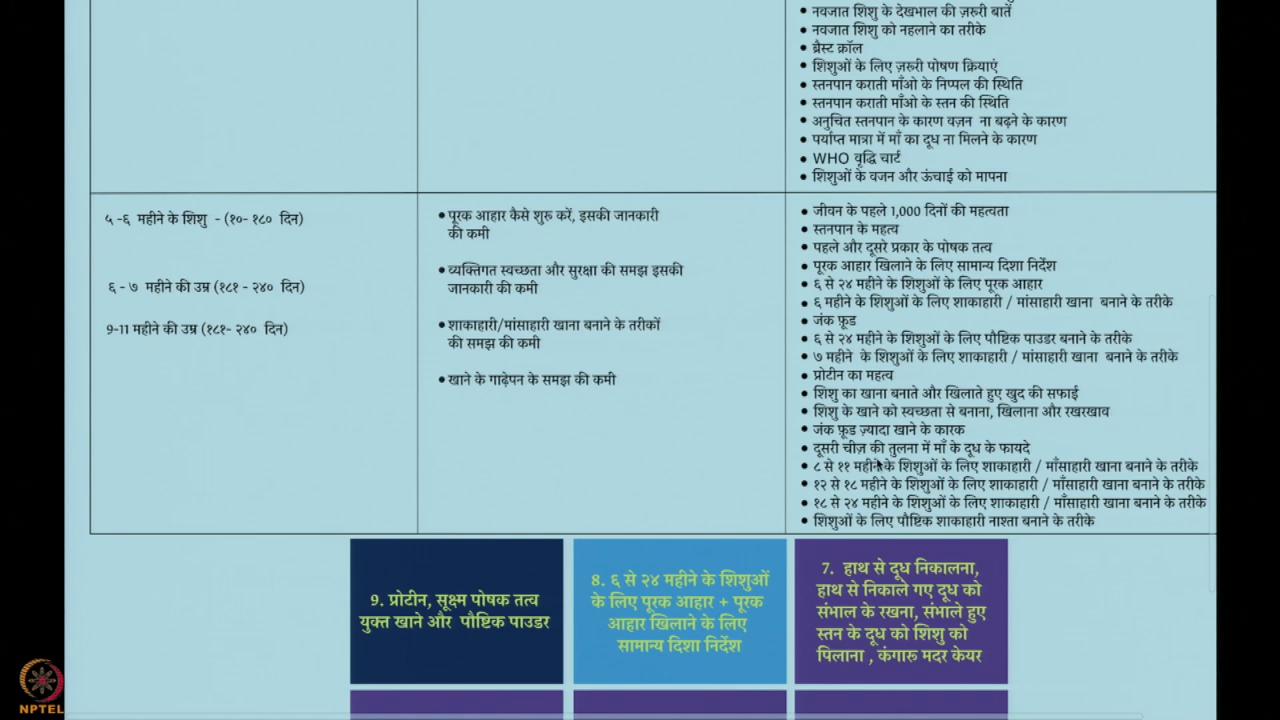 नवजात शिशु के देखभाल की ज़रूरी बातें
नवजात शिशु को नहलाने का तरीके
ब्रैस्ट क्रॉल
शिशुओं के लिए ज़रूरी पोषण क्रियाएं
स्तनपान कराती माँओ के निप्पल की स्थिति
स्तनपान कराती माँओ के स्तन की स्थिति
अनुचित स्तनपान के कारण वज़न ना बढ़ने के कारण
पर्याप्त मात्रा में माँ का दूध ना मिलने के कारण
WHO वृद्धि चार्ट
शिशुओं के वजन और ऊंचाई को मापना
५ -६ महीने के शिशु - (१०- १८० दिन)
६ - ७ महीने की उम्र (१८१ - २४० दिन)
9-11 महीने की उम्र (१८१- २४० दिन)
पूरक आहार कैसे शुरु करें, इसकी जानकारी
की कमी
व्यक्तिगत स्वच्छता और सुरक्षा की समझ इसकी
जानकारी की कमी
शाकाहारी/मांसाहारी खाना बनाने के तरीकों
की समझ की कमी
खाने के गाढ़ेपन के समझ की कमी
जीवन के पहले 1,000 दिनों की महत्वता
स्तनपान के महत्व
पहले और दूसरे प्रकार के पोषक तत्व
पूरक आहार खिलाने के लिए सामान्य दिशा निर्देश
६ से २४ महीने के शिशुओं के लिए पूरक आहार
६ महीने के शिशुओं के लिए शाकाहारी / मांसाहारी खाना बनाने के तरीके
जंक फ़ूड
६ से २४ महीने के शिशुओं के लिए पौष्टिक पाउडर बनाने के तरीके
७ महीने के शिशुओं के लिए शाकाहारी / मांसाहारी खाना बनाने के तरीके
प्रोटीन का महत्व
शिशु का खाना बनाते और खिलाते हुए खुद की सफाई
शिशु के खाने को स्वच्छता से बनाना, खिलाना और रखरखाव
जंक फ़ूड ज़्यादा खाने के कारक
दूसरी चीज़ की तुलना में माँ के दूध के फायदे
८ से ११ महीने के शिशुओं के लिए शाकाहारी / माँसाहारी खाना बनाने के तरीके
१२ से १८ महीने के शिशुओं के लिए शाकाहारी / माँसाहारी खाना बनाने के तरीके
१८ से २४ महीने के शिशुओं के लिए शाकाहारी / माँसाहारी खाना बनाने के तरीके
शिशुओं के लिए पौष्टिक शाकाहारी नाश्ता बनाने के तरीके
9. प्रोटीन, सूक्ष्म पोषक तत्व
युक्त खाने और पौष्टिक पाउडर
8. ६ से २४ महीने के शिशुओं
के लिए पूरक आहार + पूरक
आहार खिलाने के लिए
सामान्य दिशा निर्देश
7. हाथ से दूध निकालना,
हाथ से निकाले गए दूध को
संभाल के रखना, संभाले हुए
स्तन के दूध को शिशु को
पिलाना , कंगारू मदर केयर
NPTEL